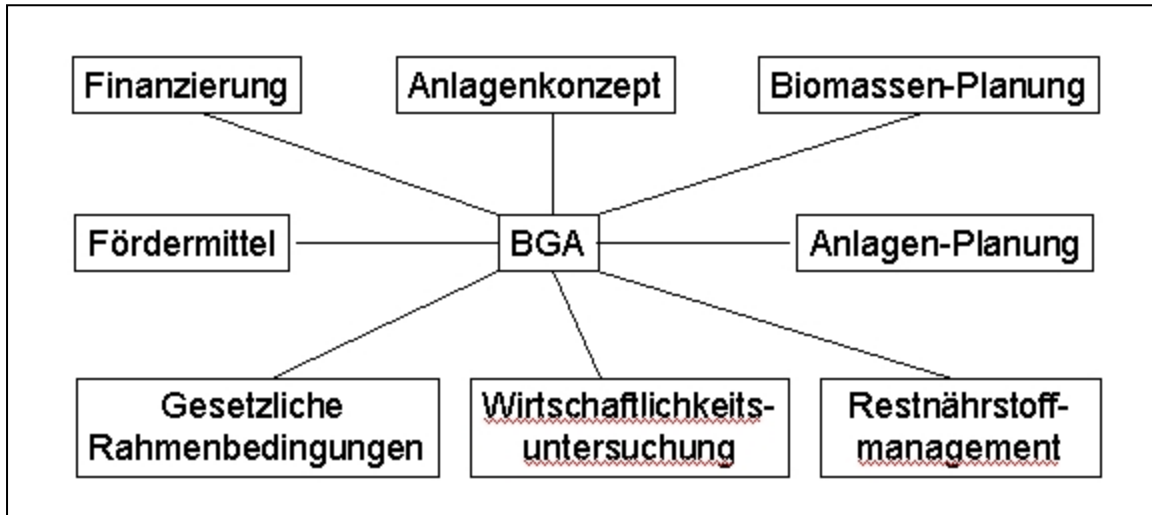 Finanzierung
Anlagenkonzept
Biomassen-Planung
Fördermittel
BGA
Anlagen-Planung
Gesetzliche
Rahmenbedingungen
Wirtschaftlichkeits-
untersuchung
Restnährstoff-
management